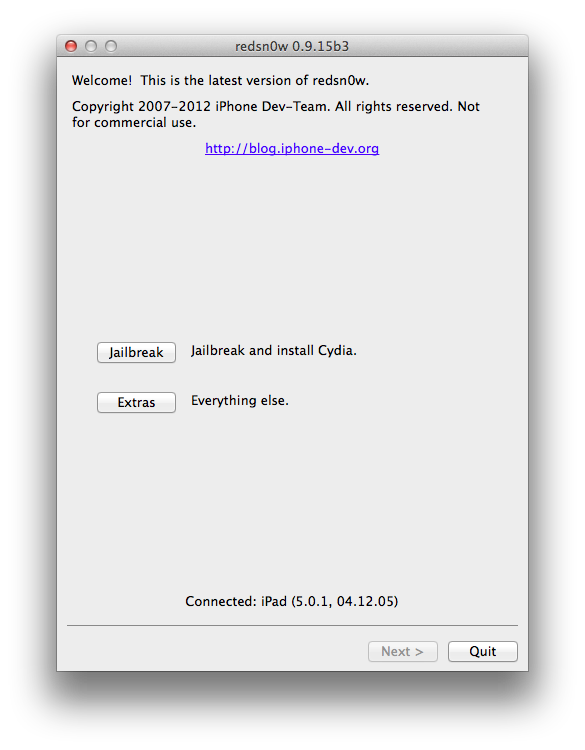 redsn0w 0.9.15b3
Welcome!  This is the latest version of redsn0w.
Copyright 2007-2012 iPhone Dev-Team. All rights reserved. Not
for commercial use.
http://blog.iphone-dev.org
Jailbreak
Jailbreak and install Cydia.
Extras
Everything else.
Connected: iPad (5.0.1, 04.12.05)
Next >
Quit